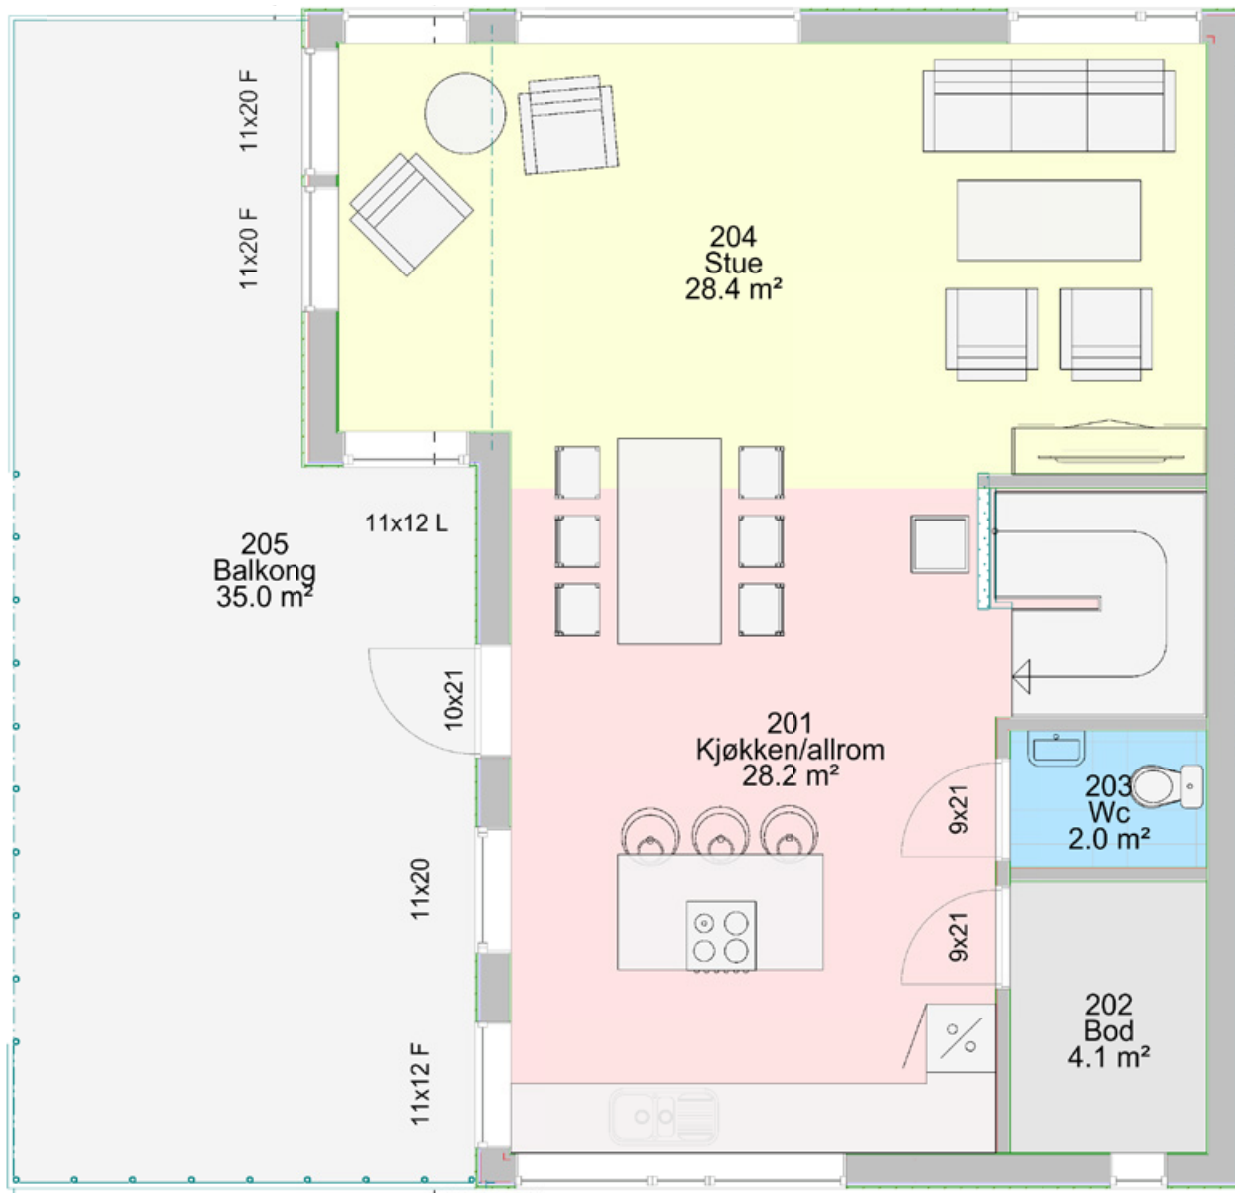 11x20 F
11x20 F
204
Stue
28.4 m²
11x12 L
205
Balkong
35.0 m²
10x21
201
Kjøkken/allrom
28.2 m²
9x21
203
Wc
2.0 m²
11x20
9x21
202
Bod
4.1 m²
11x12 F